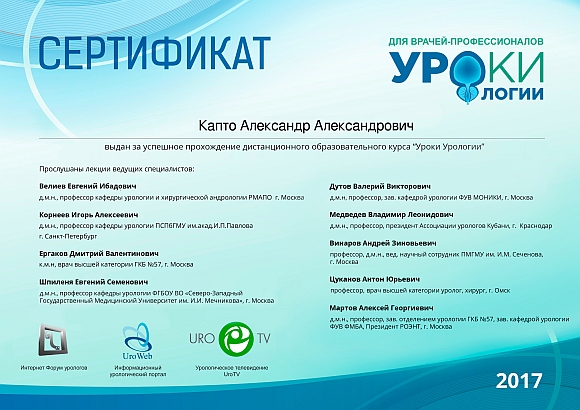 СЕРТИФИКАТ
ДЛЯ ВРАЧЕЙ-ПРОФЕССИОНАЛОВ
УРОКИ
ЛОГИИ
Капто Александр Александрович
выдан за успешное прохождение дистанционного образовательного курса “Уроки Урологии”
Прослушаны лекции ведущих специалистов:
Велиев Евгений Ибадович
д.м.н., профессор кафедры урологии и хирургической андрологии РМАПО г. Москва
Корнеев Игорь Алексеевич
д.м.н., профессор кафедры урологии ПСПбГМУ им.акад.И.П.Павлова
г. Санкт-Петербург
Ергаков Дмитрий Валентинович
к.м.н, врач высшей категории ГКБ №57, г. Москва
Шпиленя Евгений Семенович
д.м.н., профессор кафедры урологии ФГБОУ ВО «Северо-Западный
Государственный Медицинский Университет им. И.И. Мечникова», г. Москва
Дутов Валерий Викторович
д.м.н, профессор, зав. кафедрой урологии ФУВ МОНИКИ, г. Москва
Медведев Владимир Леонидович
д.м.н., профессор, президент Ассоциации урологов Кубани, г. Краснодар
Винаров Андрей Зиновьевич
профессор, д.м.н., вед, научный сотрудник ПМГМУ им. И.М. Сеченова,
г. Москва
Цуканов Антон Юрьевич
профессор, врач высшей категории уролог, хирург, г. Омск
Мартов Алексей Георгиевич
д.м.н., профессор, зав. отделением урологии ГКБ №57, зав. кафедрой урологии
ФУВ ФМБА, Президент РОЭНТ, г. Москва
UroWeb
URO TV
Интернет Форум урологов
Информационный
урологический портал
Урологическое телевидение
UroTV
2017